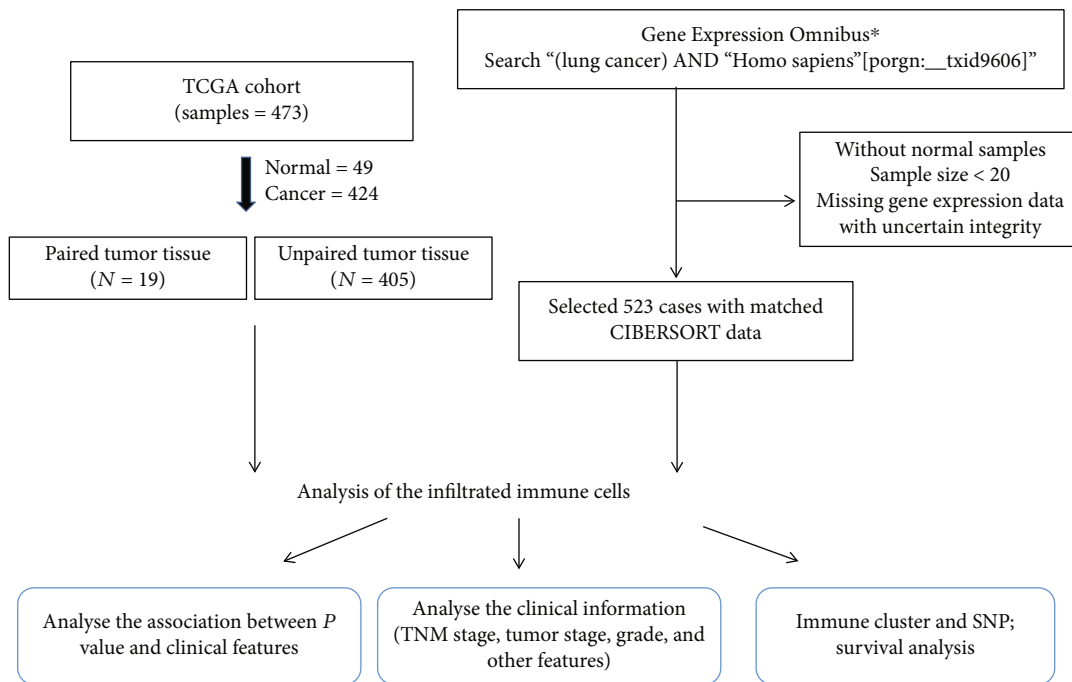 Gene Expression Omnibus*
Search “(lung cancer) AND “Homo sapiens”[porgn:__txid9606]”
TCGA cohort
(samples = 473)
Normal = 49
Cancer = 424
Without normal samples
Sample size < 20
Missing gene expression data
with uncertain integrity
Paired tumor tissue
(N = 19)
Unpaired tumor tissue
(N = 405)
Selected 523 cases with matched
CIBERSORT data
Analysis of the infiltrated immune cells
Analyse the association between P
value and clinical features
Analyse the clinical information
(TNM stage, tumor stage, grade, and
other features)
Immune cluster and SNP;
survival analysis